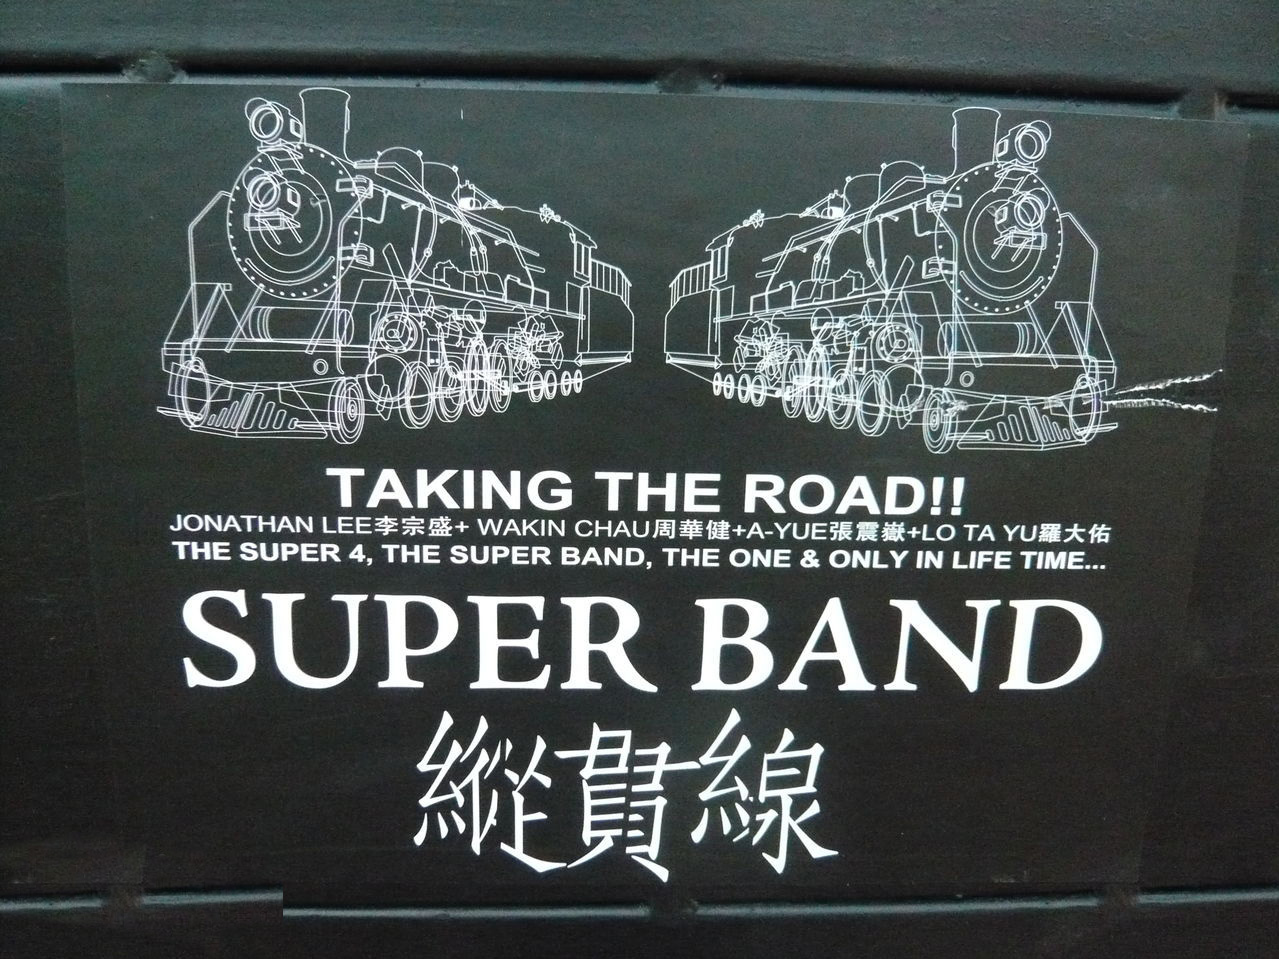 TAKING THE ROAD!!
JONATHAN LEE李宗盛+ WAKIN CHAU周華健+A-YUE張震嶽+LO TA YU羅大佑
THE SUPER 4, THE SUPER BAND, THE ONE & ONLY IN LIFE TIME...
SUPER BAND
縱貫線